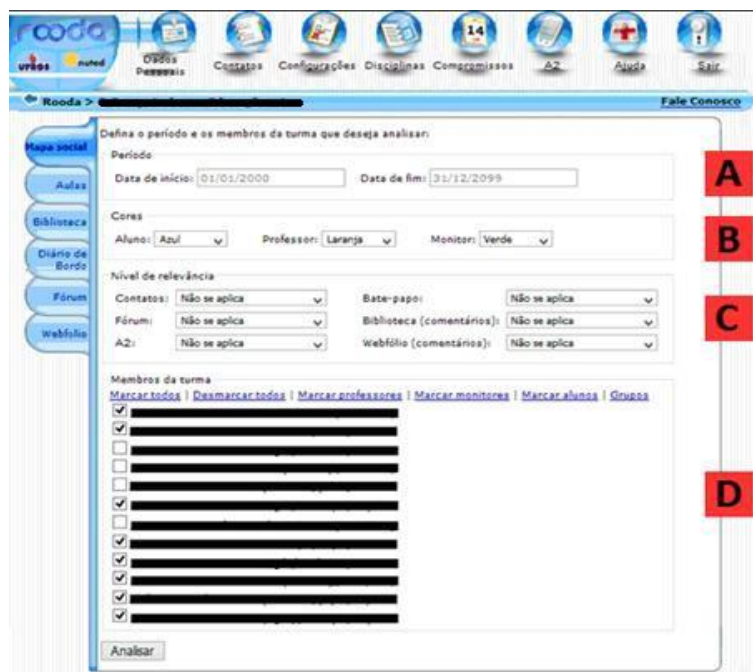 rooda
UFRGS nuted
Dados Pessoais Contatos Configurações Disciplinas Compromissos A2 Ajuda Sair
14
Rooda > Fale Conosco
Mapa social
Aulas
Biblioteca
Diário de Bordo
Fórum
Webfólio
Defina o período e os membros da turma que deseja analisar:
Período
Data de início: 01/01/2000 Data de fim: 31/12/2099
A
Cores
Aluno: Azul Professor: Laranja Monitor: Verde
B
Nível de relevância
Contatos: Não se aplica Bate-papo: Não se aplica
Fórum: Não se aplica Biblioteca (comentários): Não se aplica
A2: Não se aplica Webfólio (comentários): Não se aplica
C
Membros da turma
Marcar todos | Desmarcar todos | Marcar professores | Marcar monitores | Marcar alunos | Grupos
D
Analisar